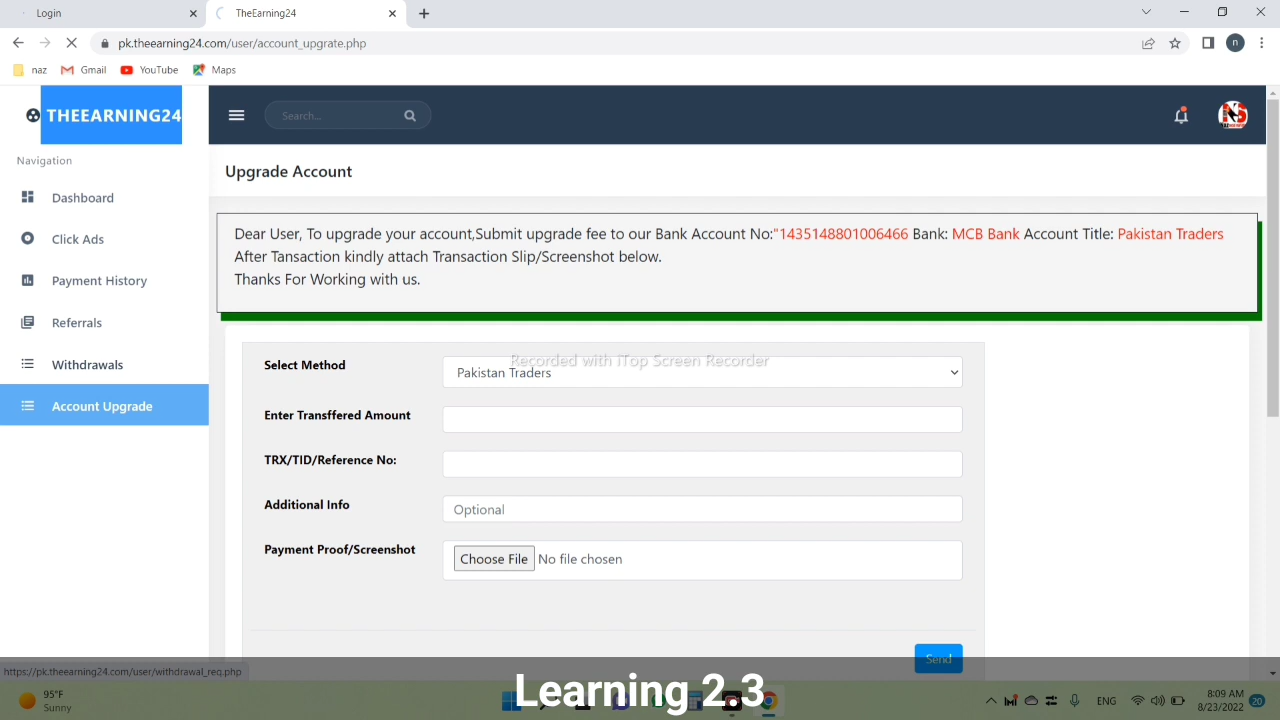 Login
TheEarning24
pk.theearning24.com/user/account_upgrate.php
n
naz
Gmail
YouTube
Maps
THEEARNING24
Search...
Navigation
Upgrade Account
Dashboard
Click Ads
Payment History
Referrals
Withdrawals
Account Upgrade
Dear User, To upgrade your account,Submit upgrade fee to our Bank Account No:"1435148801006466 Bank: MCB Bank Account Title: Pakistan Traders
After Tansaction kindly attach Transaction Slip/Screenshot below.
Thanks For Working with us.
Recorded with iTop Screen Recorder
Select Method
Pakistan Traders
Enter Transffered Amount
TRX/TID/Reference No:
Additional Info
Optional
Payment Proof/Screenshot
Choose File No file chosen
Send
https://pk.theearning24.com/user/withdrawal_req.php
Learning 2.3
95°F
Sunny
ENG
8:09 AM
8/23/2022
20